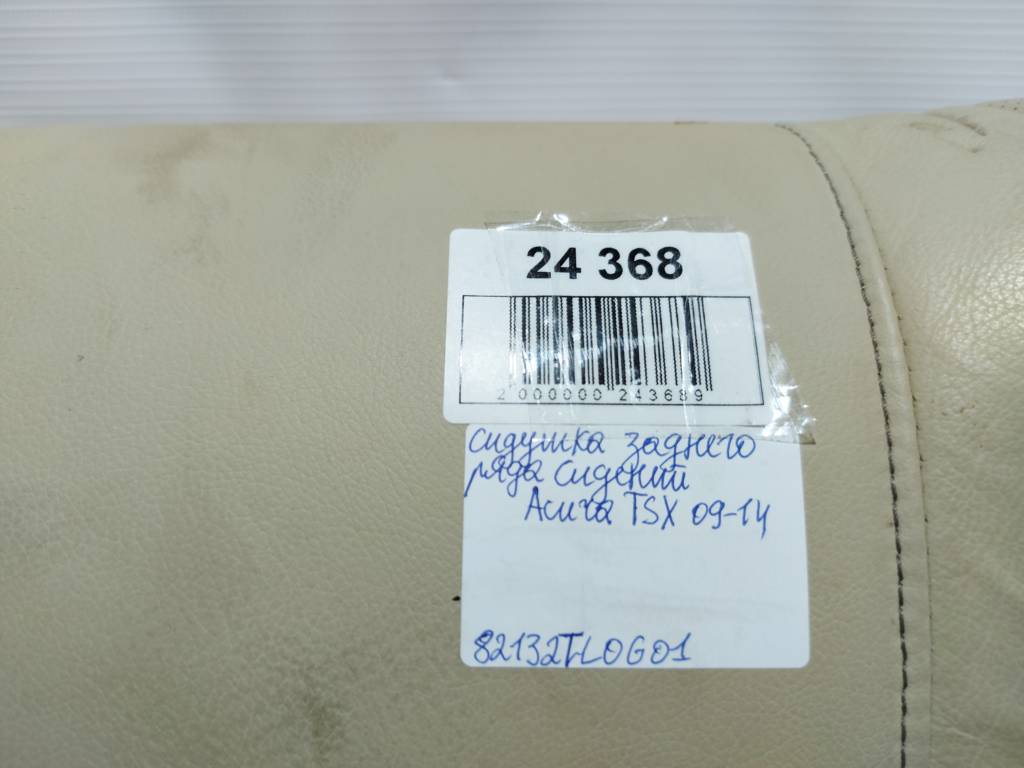 24 368
2 000000 243689
сидушка заднего
ряда сидений
Acura TSX 09-14
82132TL0G01